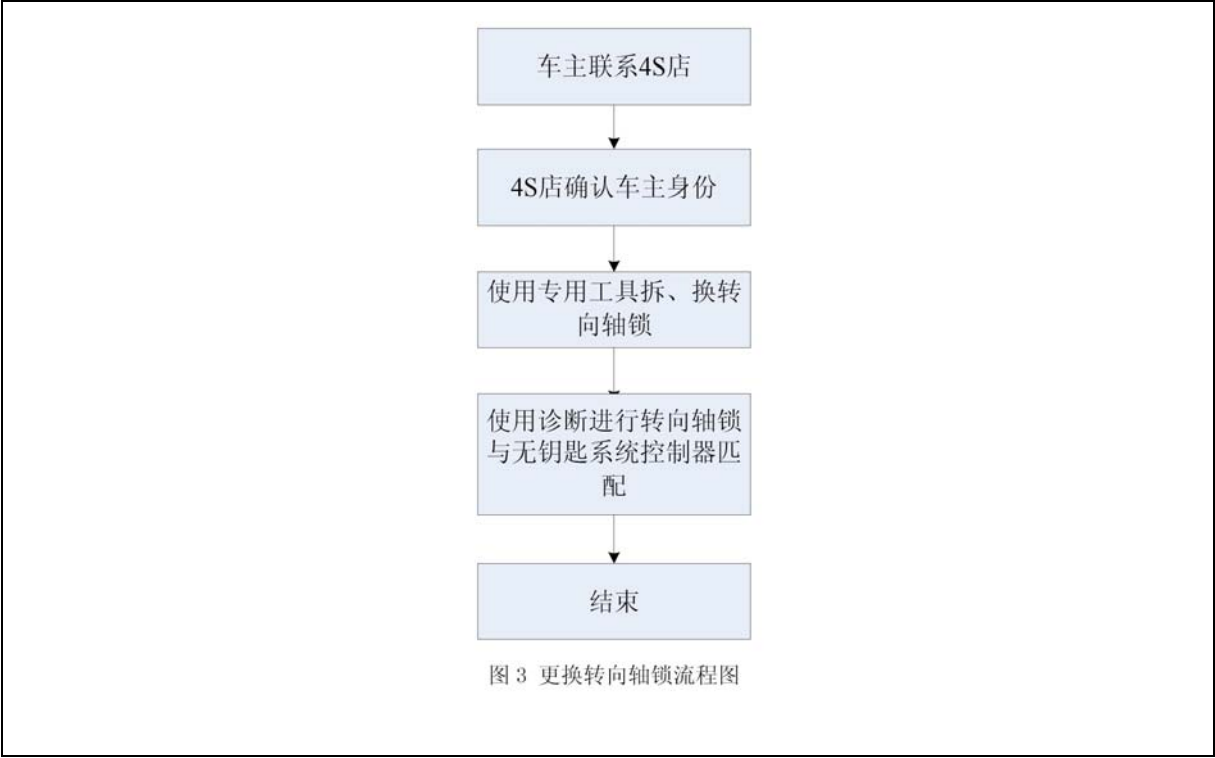 车主联系4S店
4S店确认车主身份
使用专用工具拆、换转
向轴锁
使用诊断进行转向轴锁
与无钥匙系统控制器匹
配
结束
图 3 更换转向轴锁流程图